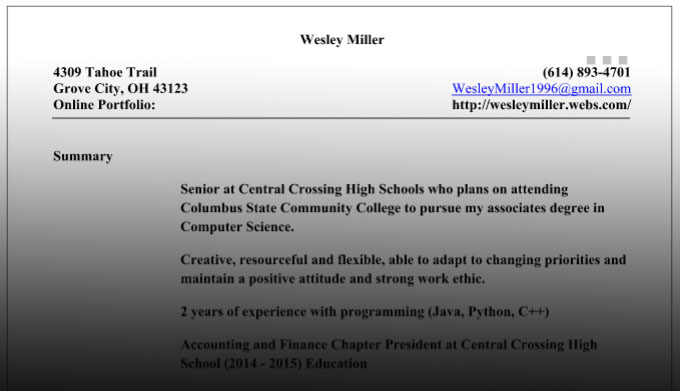 Wesley Miller
4309 Tahoe Trail (614) 893-4701
Grove City, OH 43123 WesleyMiller1996@gmail.com
Online Portfolio: http://wesleymiller.webs.com/
Summary
Senior at Central Crossing High Schools who plans on attending
Columbus State Community College to pursue my associates degree in
Computer Science.
Creative, resourceful and flexible, able to adapt to changing priorities and
maintain a positive attitude and strong work ethic.
2 years of experience with programming (Java, Python, C++)
Accounting and Finance Chapter President at Central Crossing High
School (2014 - 2015) Education